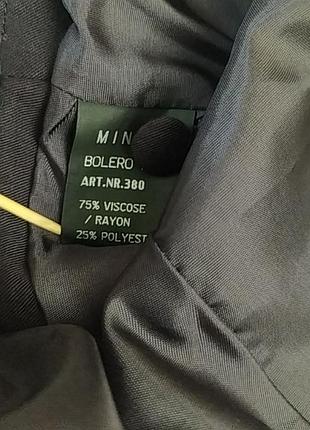 MIN
BOLERO
ART.NR.380
75% VISCOSE
/ RAYON
25% POLYEST